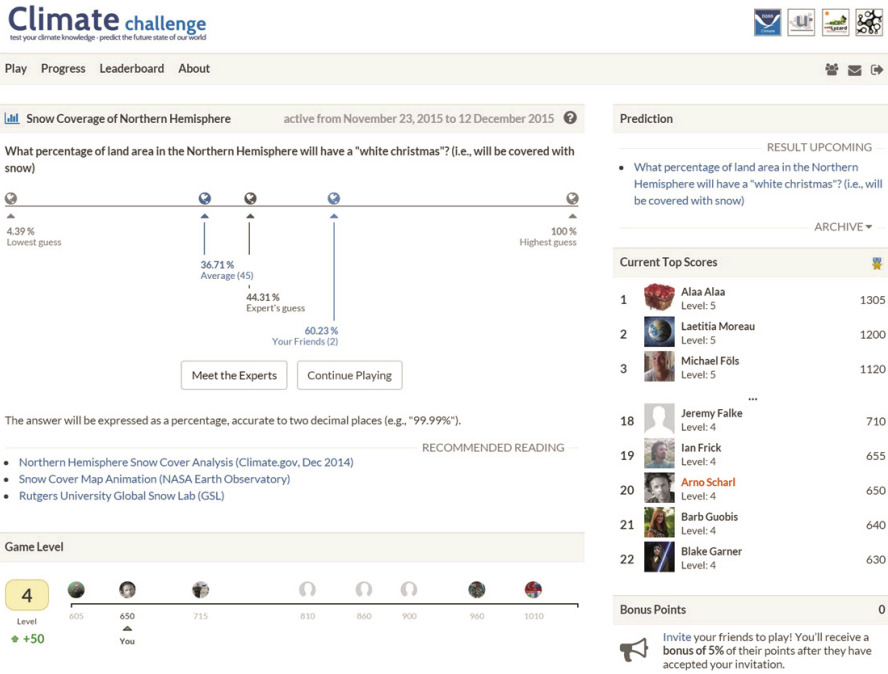 Climate challenge
test your climate knowledge - predict the future state of our world
Play Progress Leaderboard About
Snow Coverage of Northern Hemisphere
active from November 23, 2015 to 12 December 2015
What percentage of land area in the Northern Hemisphere will have a "white christmas"? (i.e., will be covered with
snow)
4.39 %
Lowest guess
100 %
Highest guess
36.71 %
Average (45)
44.31 %
Expert's guess
60.23 %
Your Friends (2)
Meet the Experts
Continue Playing
The answer will be expressed as a percentage, accurate to two decimal places (e.g., "99.99%").
RECOMMENDED READING
Northern Hemisphere Snow Cover Analysis (Climate.gov, Dec 2014)
Snow Cover Map Animation (NASA Earth Observatory)
Rutgers University Global Snow Lab (GSL)
Game Level
4
Level
+50
605 650 715 810 860 900 960 1010
You
Prediction
RESULT UPCOMING
What percentage of land area in the Northern
Hemisphere will have a "white christmas"? (i.e., will
be covered with snow)
ARCHIVE
Current Top Scores
1 Alaa Alaa 1305
Level: 5
2 Laetitia Moreau 1200
Level: 5
3 Michael Föls 1120
Level: 5
...
18 Jeremy Falke 710
Level: 4
19 Ian Frick 655
Level: 4
20 Arno Scharl 650
Level: 4
21 Barb Guobis 640
Level: 4
22 Blake Garner 630
Level: 4
Bonus Points 0
Invite your friends to play! You'll receive a
bonus of 5% of their points after they have
accepted your invitation.